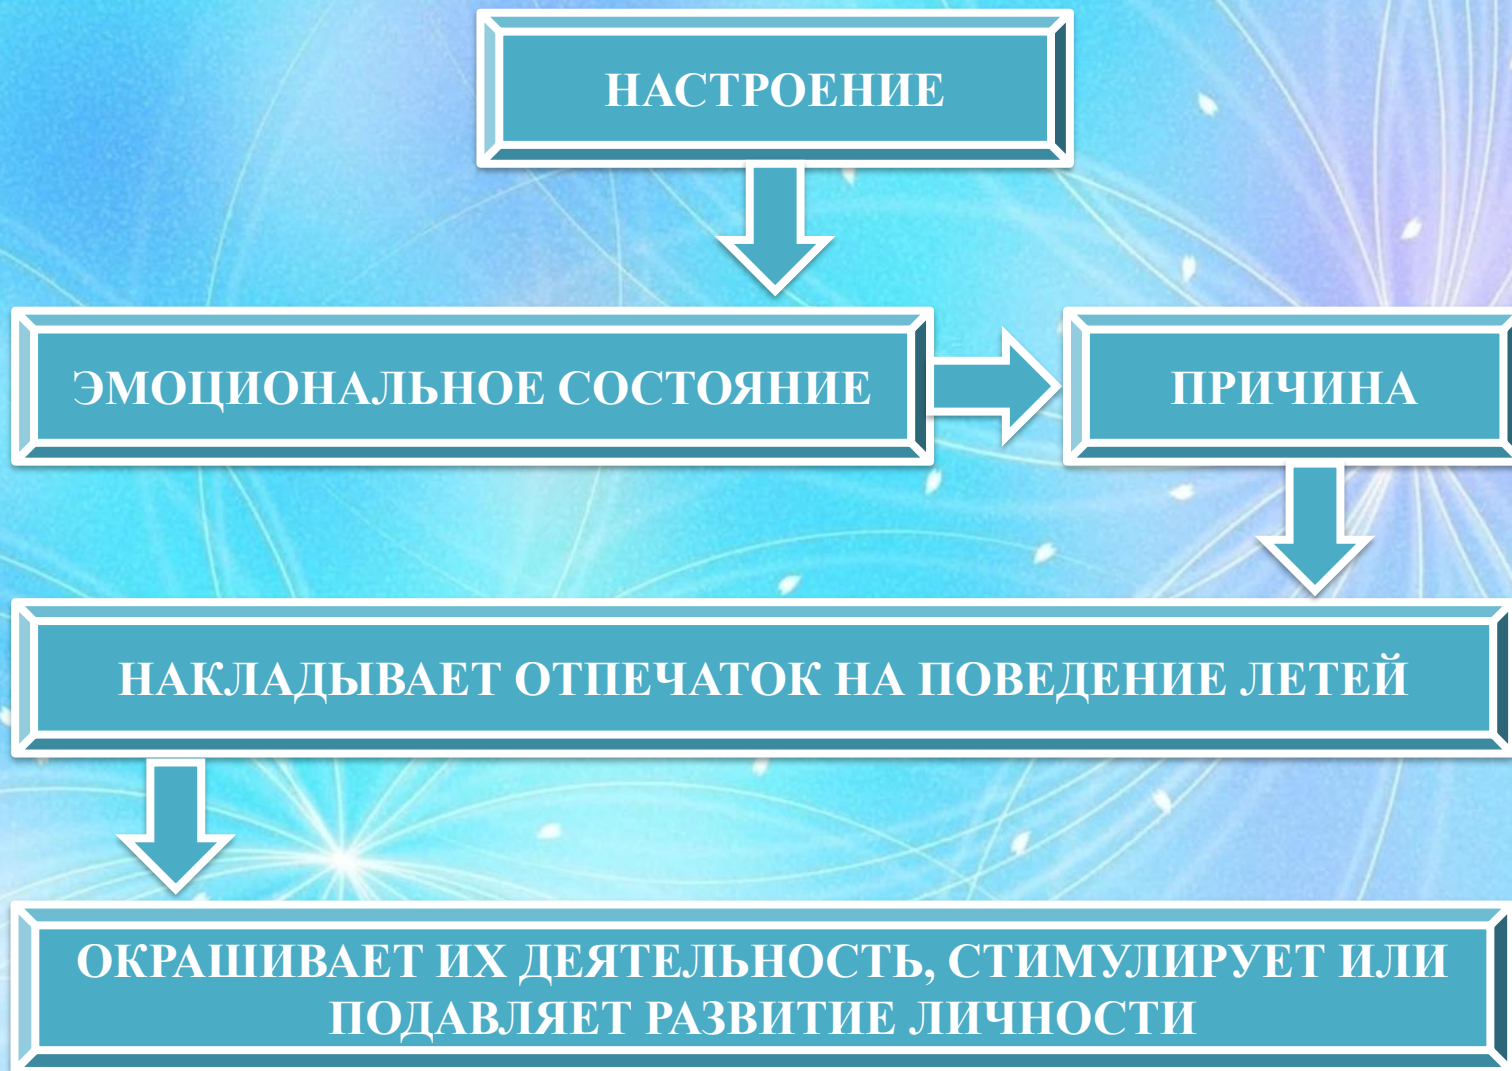 НАСТРОЕНИЕ
ЭМОЦИОНАЛЬНОЕ СОСТОЯНИЕ
ПРИЧИНА
НАКЛАДЫВАЕТ ОТПЕЧАТОК НА ПОВЕДЕНИЕ ЛЕТЕЙ
ОКРАШИВАЕТ ИХ ДЕЯТЕЛЬНОСТЬ, СТИМУЛИРУЕТ ИЛИ
ПОДАВЛЯЕТ РАЗВИТИЕ ЛИЧНОСТИ